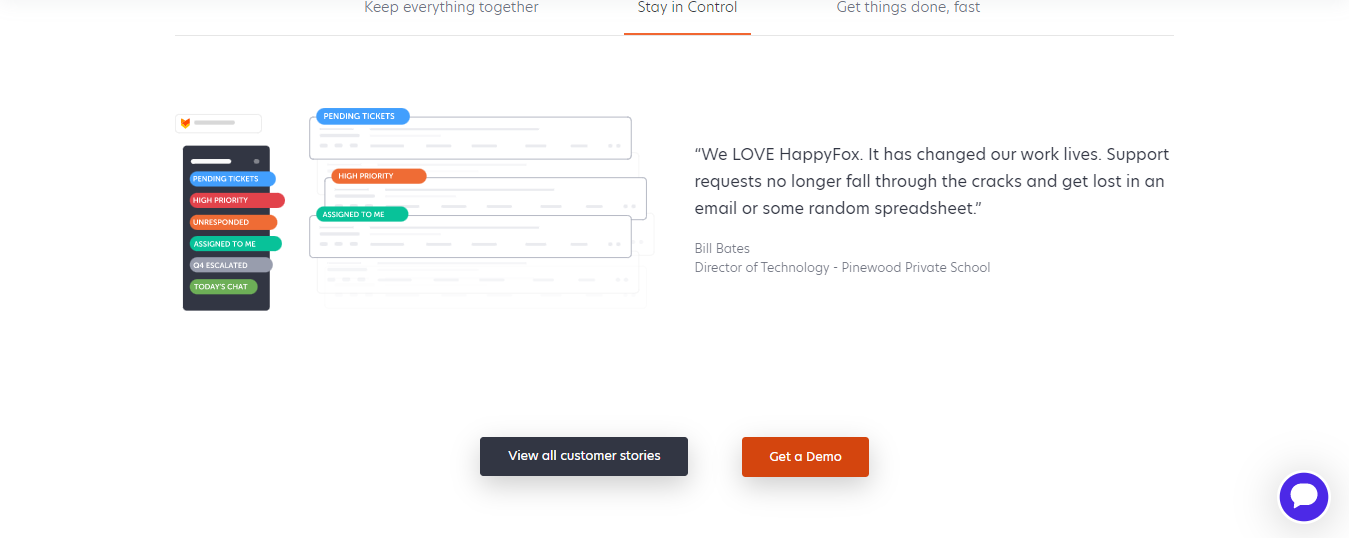 Keep everything together
Stay in Control
Get things done, fast
PENDING TICKETS
HIGH PRIORITY
UNRESPONDED
ASSIGNED TO ME
Q4 ESCALATED
TODAY'S CHAT
PENDING TICKETS
HIGH PRIORITY
ASSIGNED TO ME
“We LOVE HappyFox. It has changed our work lives. Support
requests no longer fall through the cracks and get lost in an
email or some random spreadsheet.”
Bill Bates
Director of Technology - Pinewood Private School
View all customer stories
Get a Demo